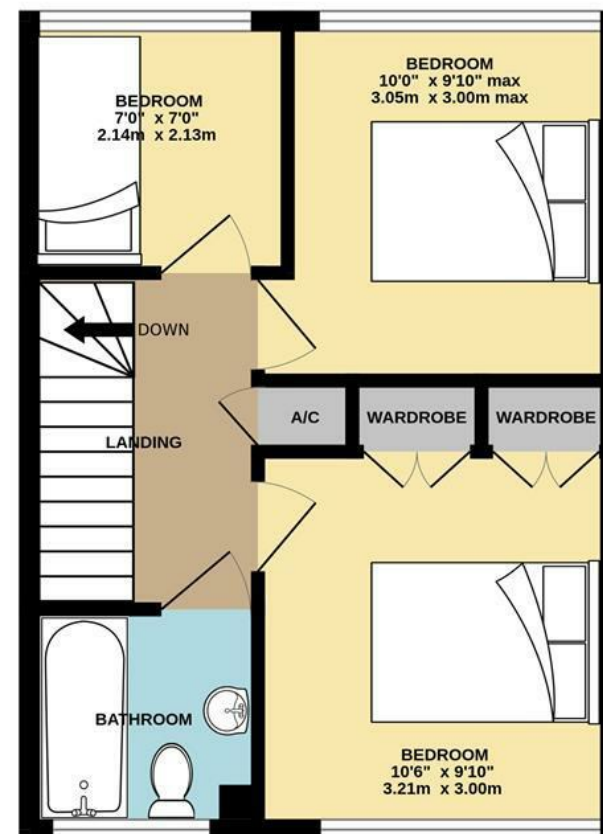 BEDROOM
7'0" x 7'0"
2.14m x 2.13m
BEDROOM
10'0" x 9'10" max
3.05m x 3.00m max
DOWN
LANDING
A/C
WARDROBE
WARDROBE
BATHROOM
BEDROOM
10'6" x 9'10"
3.21m x 3.00m